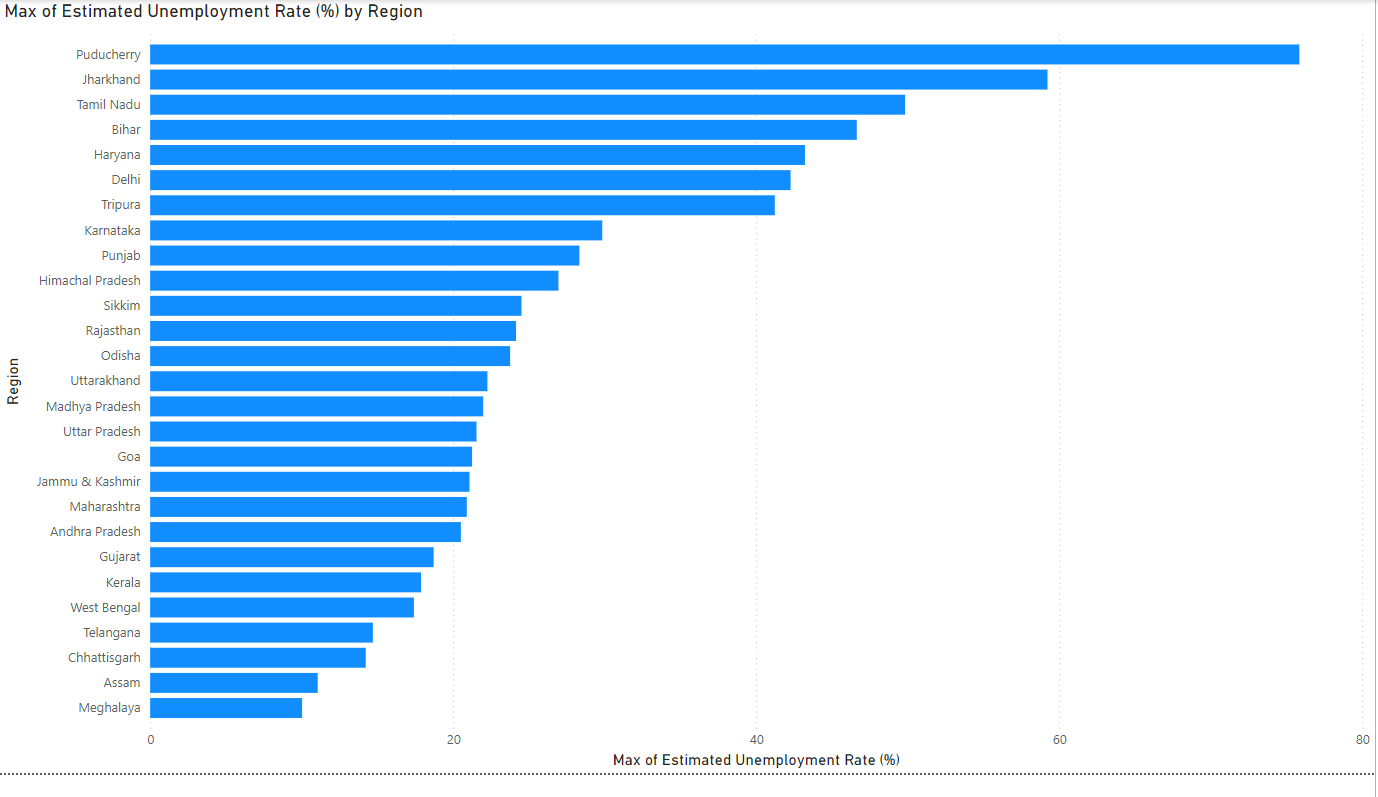 Max of Estimated Unemployment Rate (%) by Region
Region
Puducherry
Jharkhand
Tamil Nadu
Bihar
Haryana
Delhi
Tripura
Karnataka
Punjab
Himachal Pradesh
Sikkim
Rajasthan
Odisha
Uttarakhand
Madhya Pradesh
Uttar Pradesh
Goa
Jammu & Kashmir
Maharashtra
Andhra Pradesh
Gujarat
Kerala
West Bengal
Telangana
Chhattisgarh
Assam
Meghalaya
0 20 40 60 80
Max of Estimated Unemployment Rate (%)